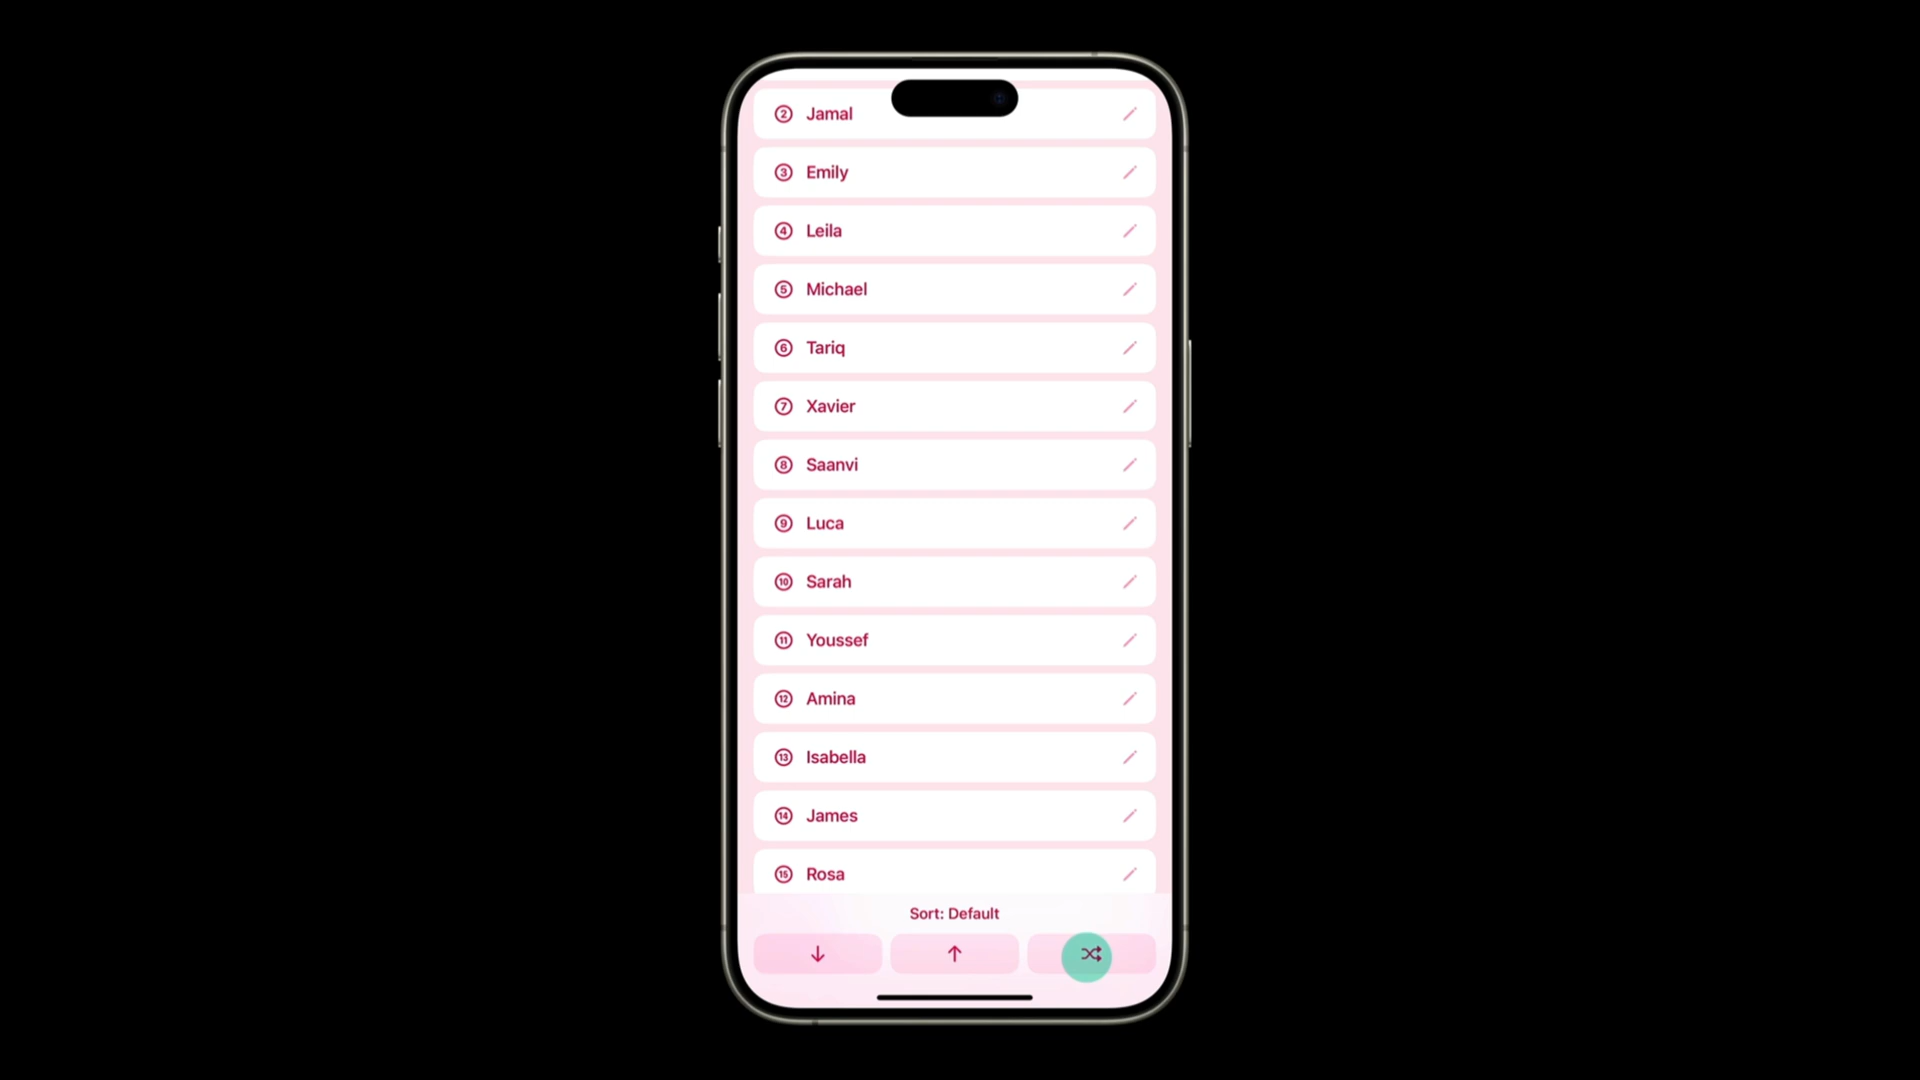 2 Jamal
3 Emily
4 Leila
5 Michael
6 Tariq
7 Xavier
8 Saanvi
9 Luca
10 Sarah
11 Youssef
12 Amina
13 Isabella
14 James
15 Rosa
Sort: Default